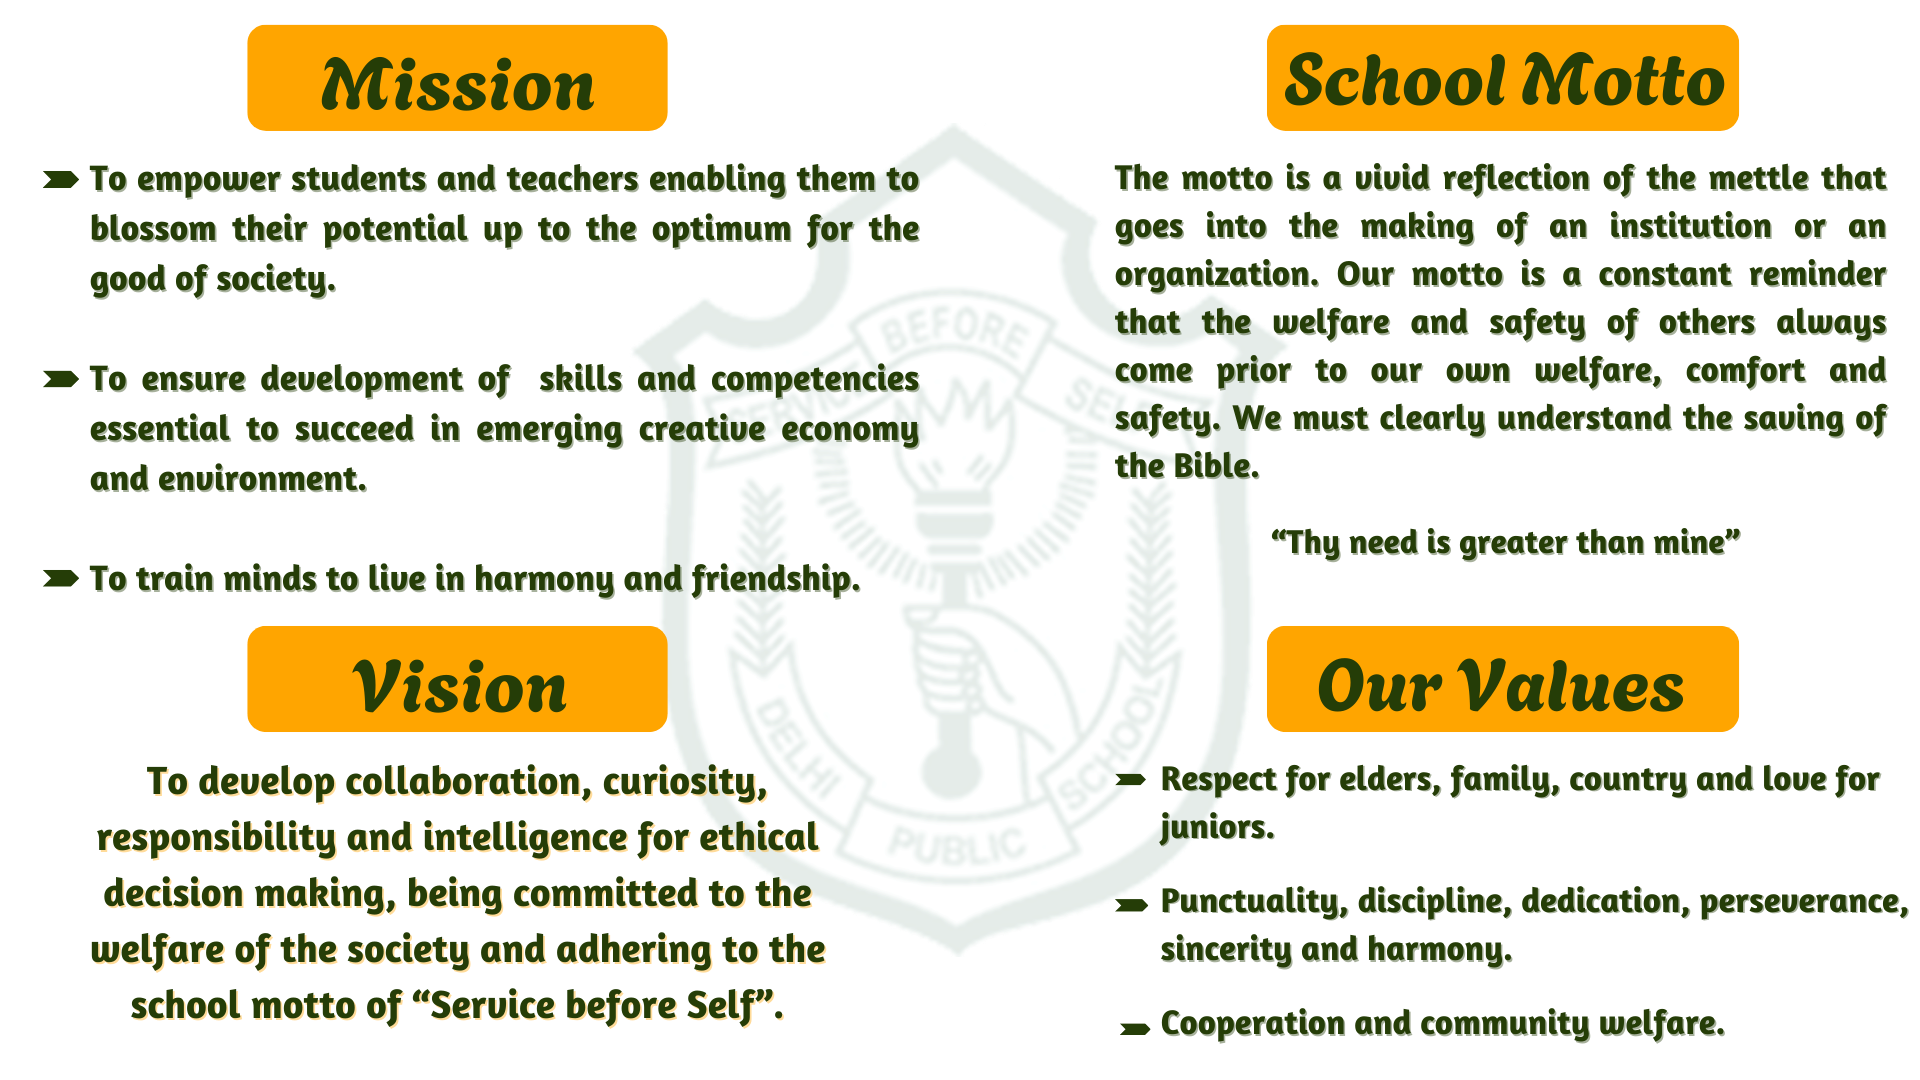 Mission
To empower students and teachers enabling them to
blossom their potential up to the optimum for the
good of society.
To ensure development of skills and competencies
essential to succeed in emerging creative economy
and environment.
To train minds to live in harmony and friendship.
Vision
To develop collaboration, curiosity,
responsibility and intelligence for ethical
decision making, being committed to the
welfare of the society and adhering to the
school motto of “Service before Self”.
School Motto
The motto is a vivid reflection of the mettle that
goes into the making of an institution or an
organization. Our motto is a constant reminder
that the welfare and safety of others always
come prior to our own welfare, comfort and
safety. We must clearly understand the saving of
the Bible.
“Thy need is greater than mine”
Our Values
Respect for elders, family, country and love for
juniors.
Punctuality, discipline, dedication, perseverance,
sincerity and harmony.
Cooperation and community welfare.
SERVICE BEFORE SELF
DELHI PUBLIC SCHOOL